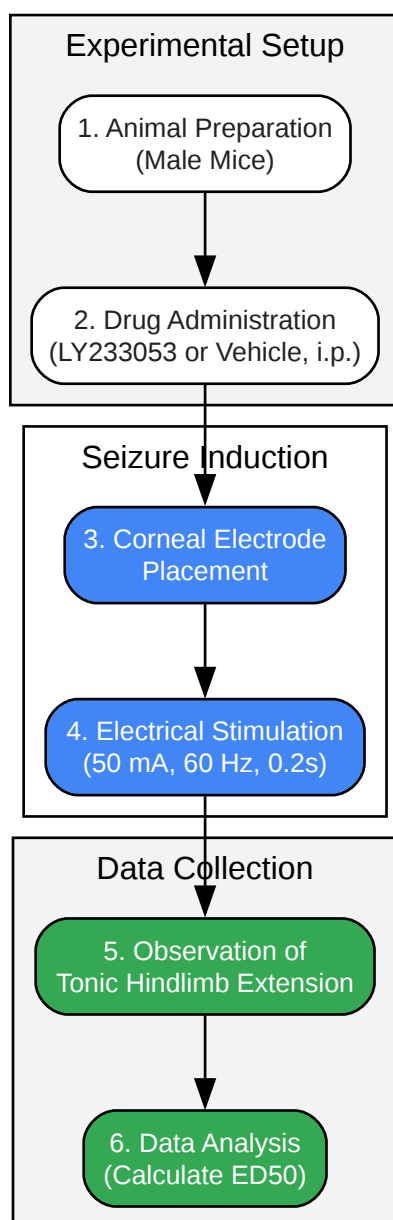 Experimental Setup
1. Animal Preparation
(Male Mice)
2. Drug Administration
(LY233053 or Vehicle, i.p.)
Seizure Induction
3. Corneal Electrode
Placement
4. Electrical Stimulation
(50 mA, 60 Hz, 0.2s)
Data Collection
5. Observation of
Tonic Hindlimb Extension
6. Data Analysis
(Calculate ED50)